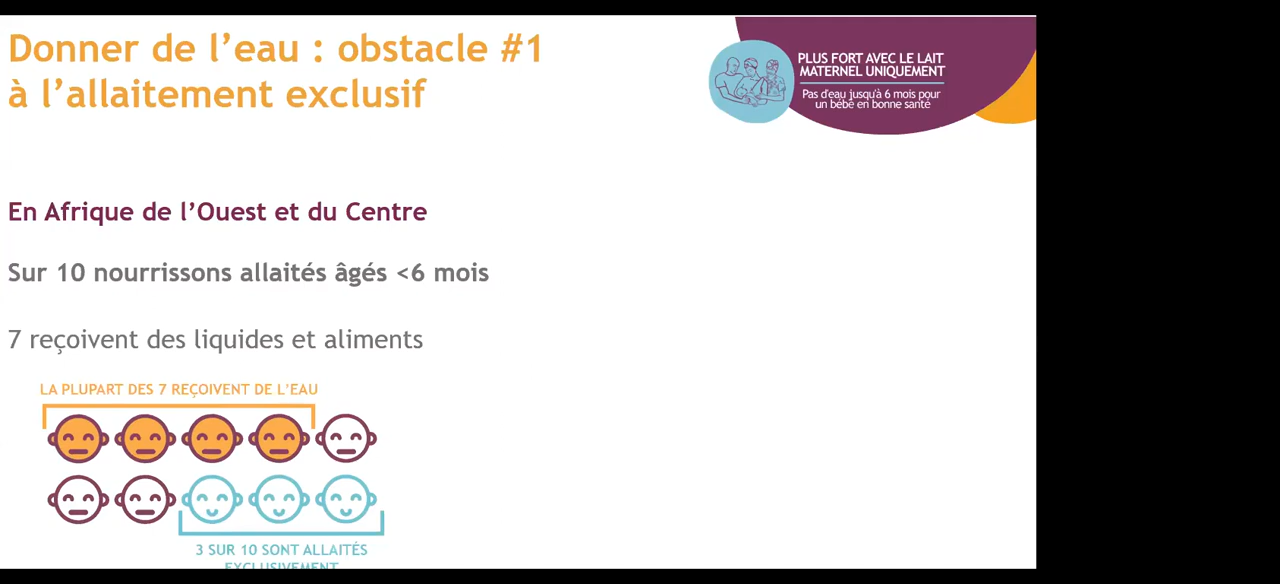 Donner de l’eau : obstacle #1
à l’allaitement exclusif
PLUS FORT AVEC LE LAIT
MATERNEL UNIQUEMENT
Pas d'eau jusqu'à 6 mois pour
un bébé en bonne santé
En Afrique de l’Ouest et du Centre
Sur 10 nourrissons allaités âgés <6 mois
7 reçoivent des liquides et aliments
LA PLUPART DES 7 REÇOIVENT DE L’EAU
3 SUR 10 SONT ALLAITÉS
EXCLUSIVEMENT